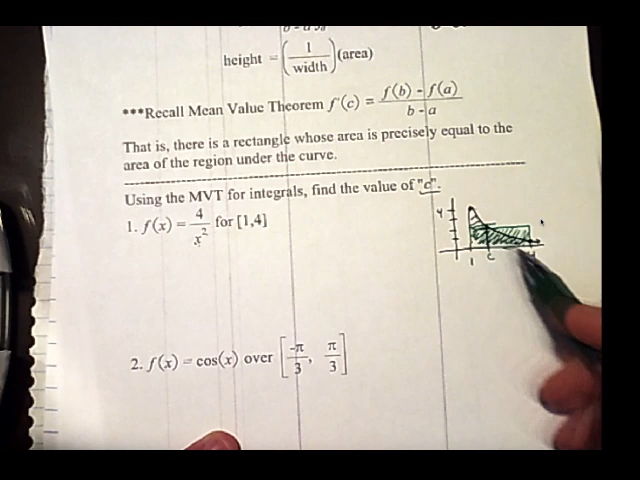 b - a
height = (1/width)(area)
***Recall Mean Value Theorem f'(c) = f(b) - f(a) / b - a
That is, there is a rectangle whose area is precisely equal to the
area of the region under the curve.
Using the MVT for integrals, find the value of "c".
1. f(x) = 4/x² for [1,4]
4
1 c 4
2. f(x) = cos(x) over [-π/3, π/3]